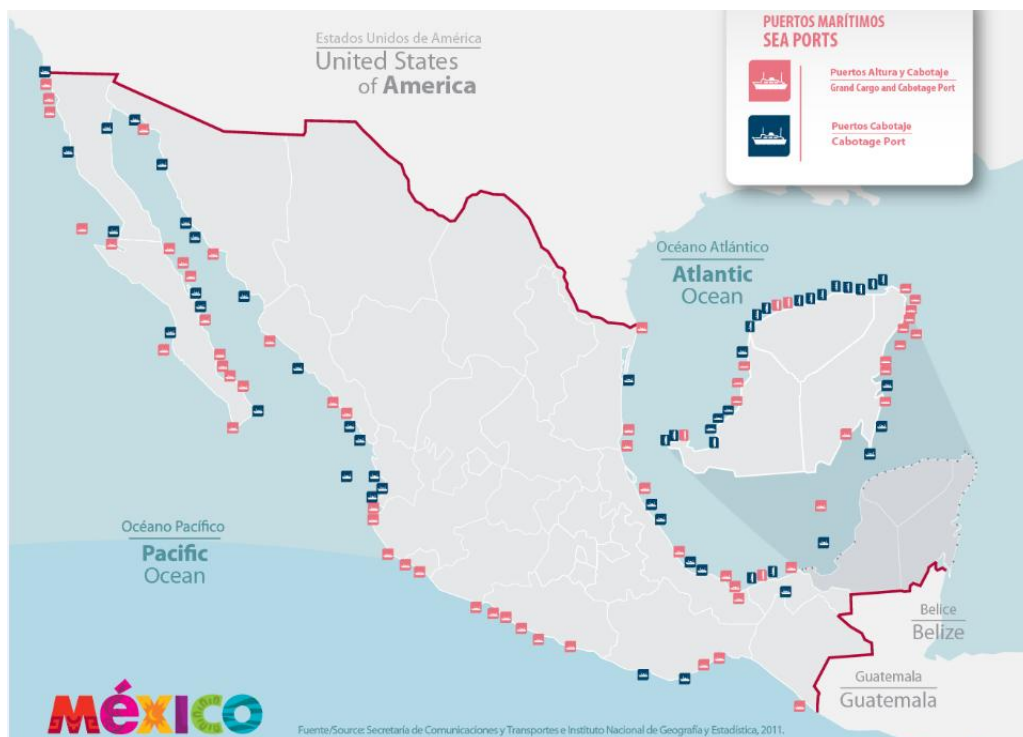 PUERTOS MARÍTIMOS
SEA PORTS
Puertos Altura y Cabotaje
Grand Cargo and Cabotage Port
Puertos Cabotaje
Cabotage Port
Estados Unidos de América
United States
of America
Océano Atlántico
Atlantic
Ocean
Océano Pacífico
Pacific
Ocean
Belice
Belize
Guatemala
Guatemala
méxico
Fuente/Source: Secretaría de Comunicaciones y Transportes e Instituto Nacional de Geografía y Estadística, 2011.